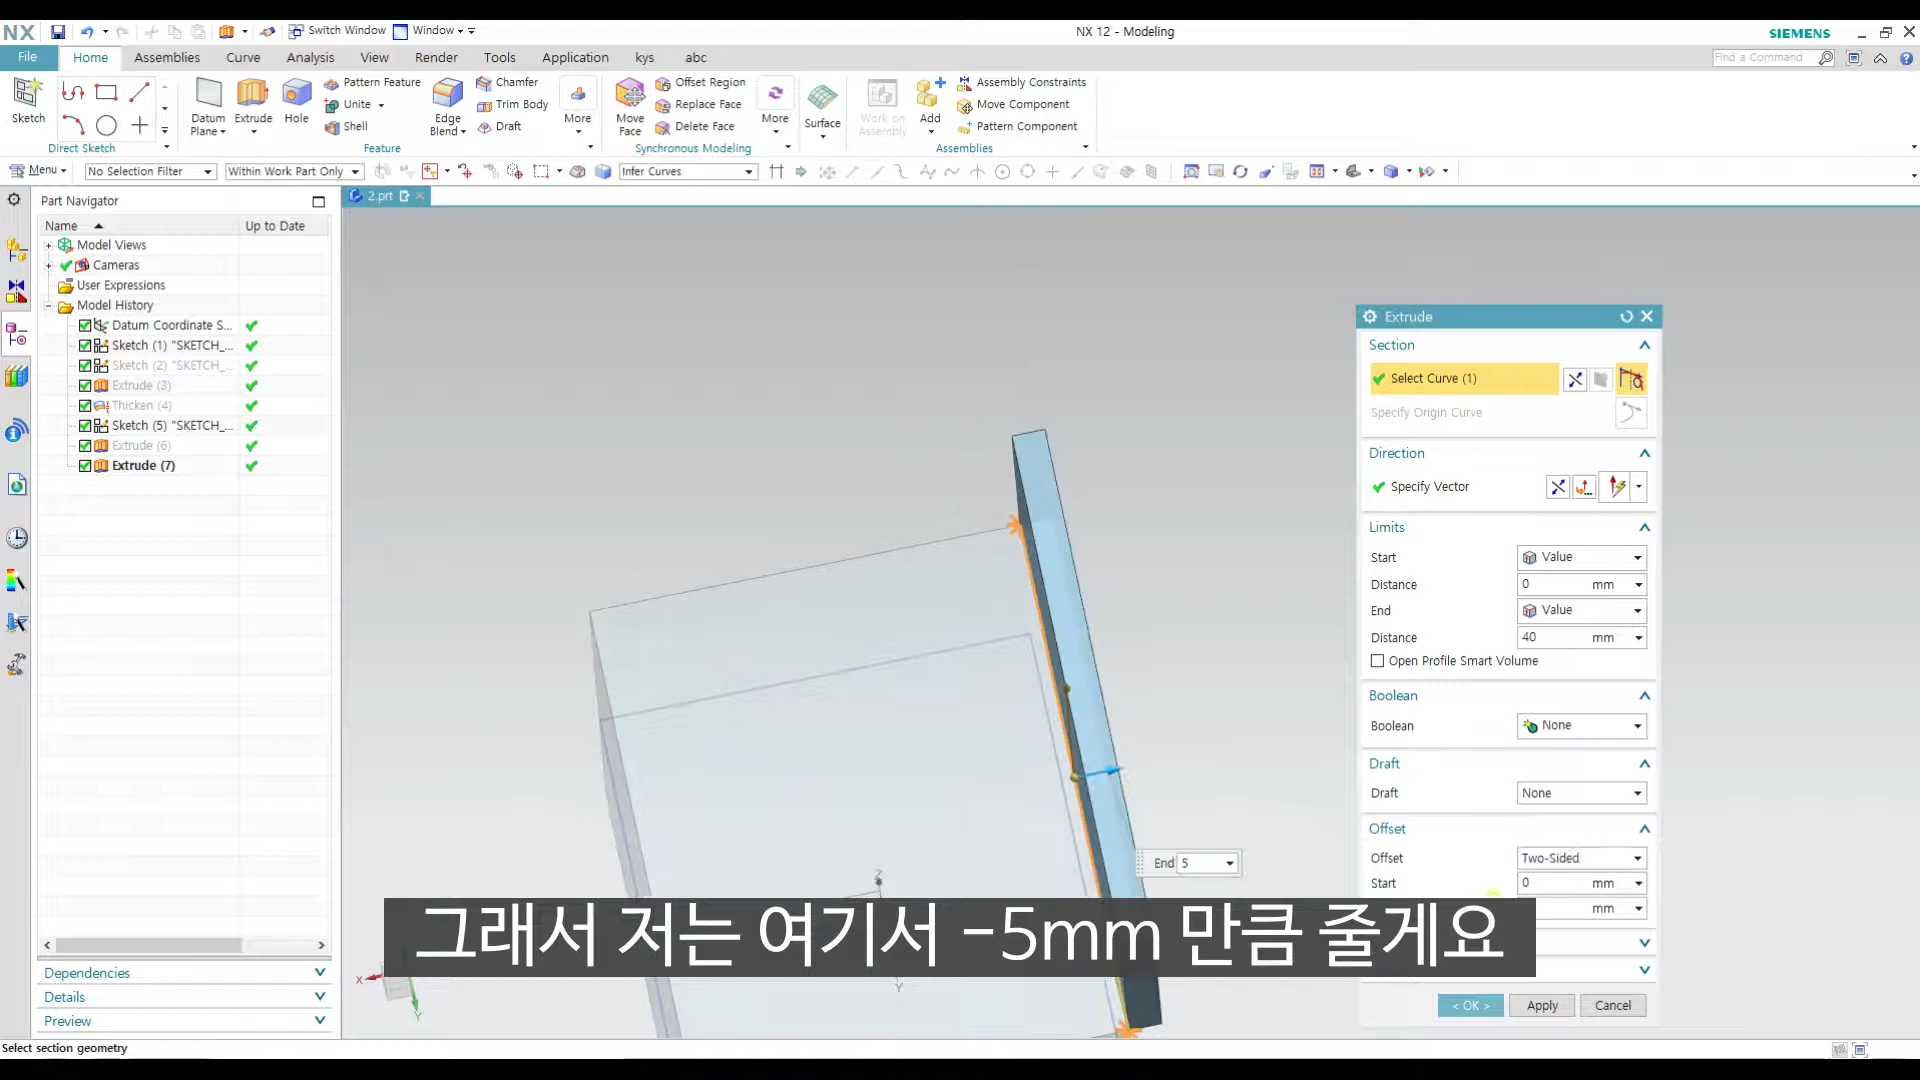 NX
Switch Window
Window
NX 12 - Modeling
SIEMENS
File
Home
Assemblies
Curve
Analysis
View
Render
Tools
Application
kys
abc
Find a Command
Sketch
Direct Sketch
Datum Plane
Extrude
Hole
Pattern Feature
Unite
Shell
Edge Blend
Chamfer
Trim Body
Draft
More
Feature
Move Face
Offset Region
Replace Face
Delete Face
More
Synchronous Modeling
Surface
Work on Assembly
Add
Assembly Constraints
Move Component
Pattern Component
Assemblies
Menu
No Selection Filter
Within Work Part Only
Infer Curves
Part Navigator
2.prt
Name
Up to Date
Model Views
Cameras
User Expressions
Model History
Datum Coordinate S...
Sketch (1) "SKETCH_...
Sketch (2) "SKETCH_...
Extrude (3)
Thicken (4)
Sketch (5) "SKETCH_...
Extrude (6)
Extrude (7)
Dependencies
Details
Preview
Select section geometry
Z
X
Y
Y
End 5
Extrude
Section
Select Curve (1)
Specify Origin Curve
Direction
Specify Vector
Limits
Start Value
Distance 0 mm
End Value
Distance 40 mm
Open Profile Smart Volume
Boolean
Boolean None
Draft
Draft None
Offset
Offset Two-Sided
Start 0 mm
mm
< OK >
Apply
Cancel
그래서 저는 여기서 -5mm 만큼 줄게요